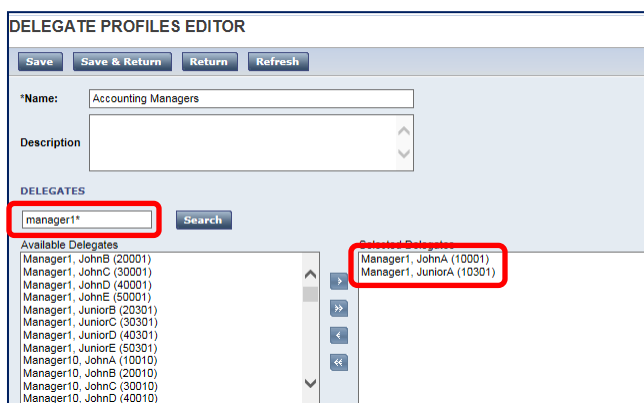 DELEGATE PROFILES EDITOR
Save Save & Return Return Refresh
*Name: Accounting Managers
Description
DELEGATES
manager1* Search
Available Delegates
Manager1, JohnB (20001)
Manager1, JohnC (30001)
Manager1, JohnD (40001)
Manager1, JohnE (50001)
Manager1, JuniorB (20301)
Manager1, JuniorC (30301)
Manager1, JuniorD (40301)
Manager1, JuniorE (50301)
Manager10, JohnA (10010)
Manager10, JohnB (20010)
Manager10, JohnC (30010)
Manager10, JohnD (40010)
> >> < <<
Selected Delegates
Manager1, JohnA (10001)
Manager1, JuniorA (10301)